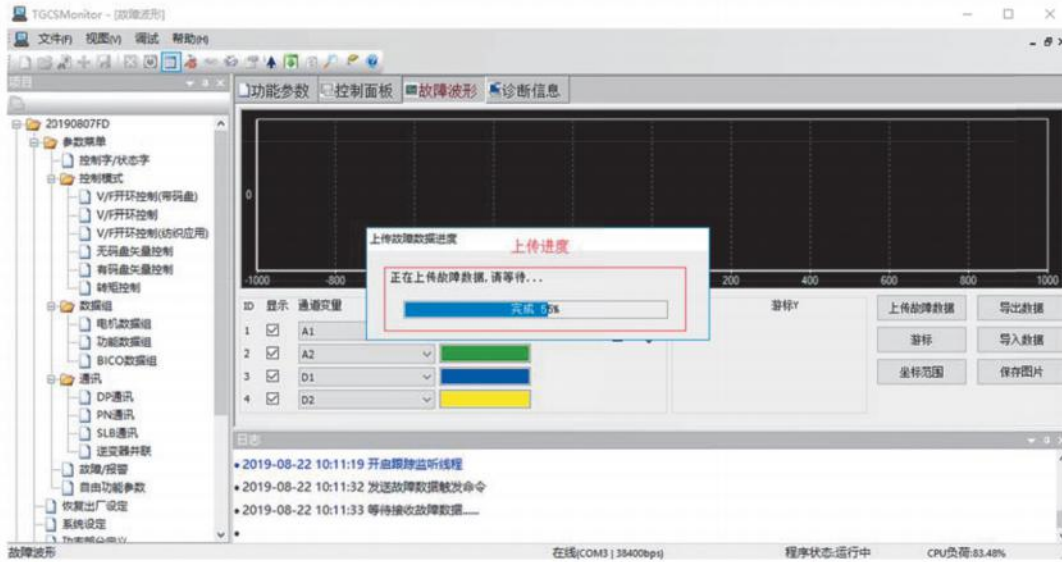 TGCSMonitor - [故障波形]
文件(F) 视图(V) 调试 帮助(H)
项目
功能参数 控制面板 故障波形 诊断信息
20190807FD
参数菜单
控制字/状态字
控制模式
V/F开环控制(带码盘)
V/F开环控制
V/F开环控制(纺织应用)
无码盘矢量控制
有码盘矢量控制
转矩控制
数据组
电机数据组
功能数据组
BICO数据组
通讯
DP通讯
PN通讯
SLB通讯
逆变器并联
故障/报警
自由功能参数
恢复出厂设定
系统设定
功率部分定义
0
-1000 -800 200 400 600 800 1000
上传故障数据进度
上传进度
正在上传故障数据,请等待...
完成 55%
ID 显示 通道变量 游标Y
1 A1
2 A2
3 D1
4 D2
上传故障数据 导出数据
游标 导入数据
坐标范围 保存图片
日志
2019-08-22 10:11:19 开启跟踪监听线程
2019-08-22 10:11:32 发送故障数据触发命令
2019-08-22 10:11:33 等待接收故障数据......
故障波形 在线(COM3 | 38400bps) 程序状态:运行中 CPU负荷:83.48%